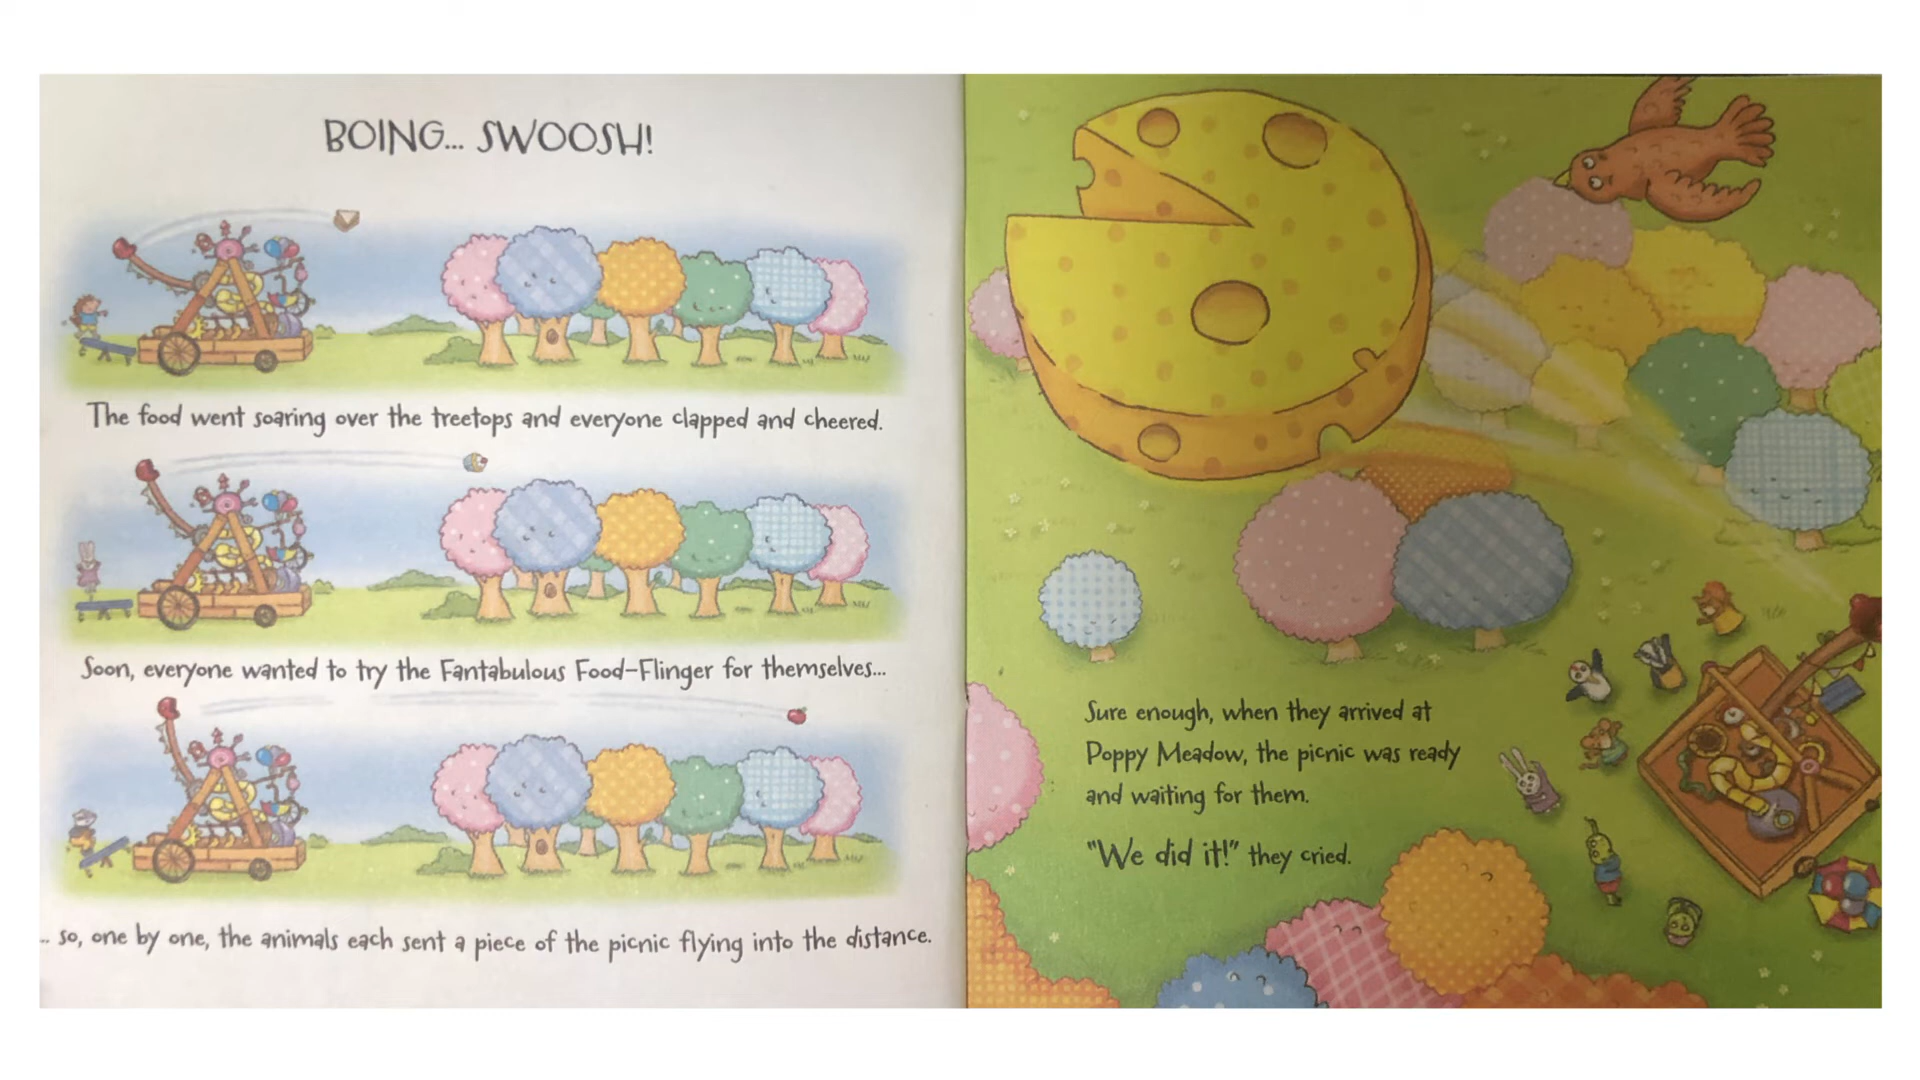 BOING... SWOOSH!
The food went soaring over the treetops and everyone clapped and cheered.
Soon, everyone wanted to try the Fantabulous Food-Flinger for themselves...
... so, one by one, the animals each sent a piece of the picnic flying into the distance.
Sure enough, when they arrived at
Poppy Meadow, the picnic was ready
and waiting for them.
"We did it!" they cried.